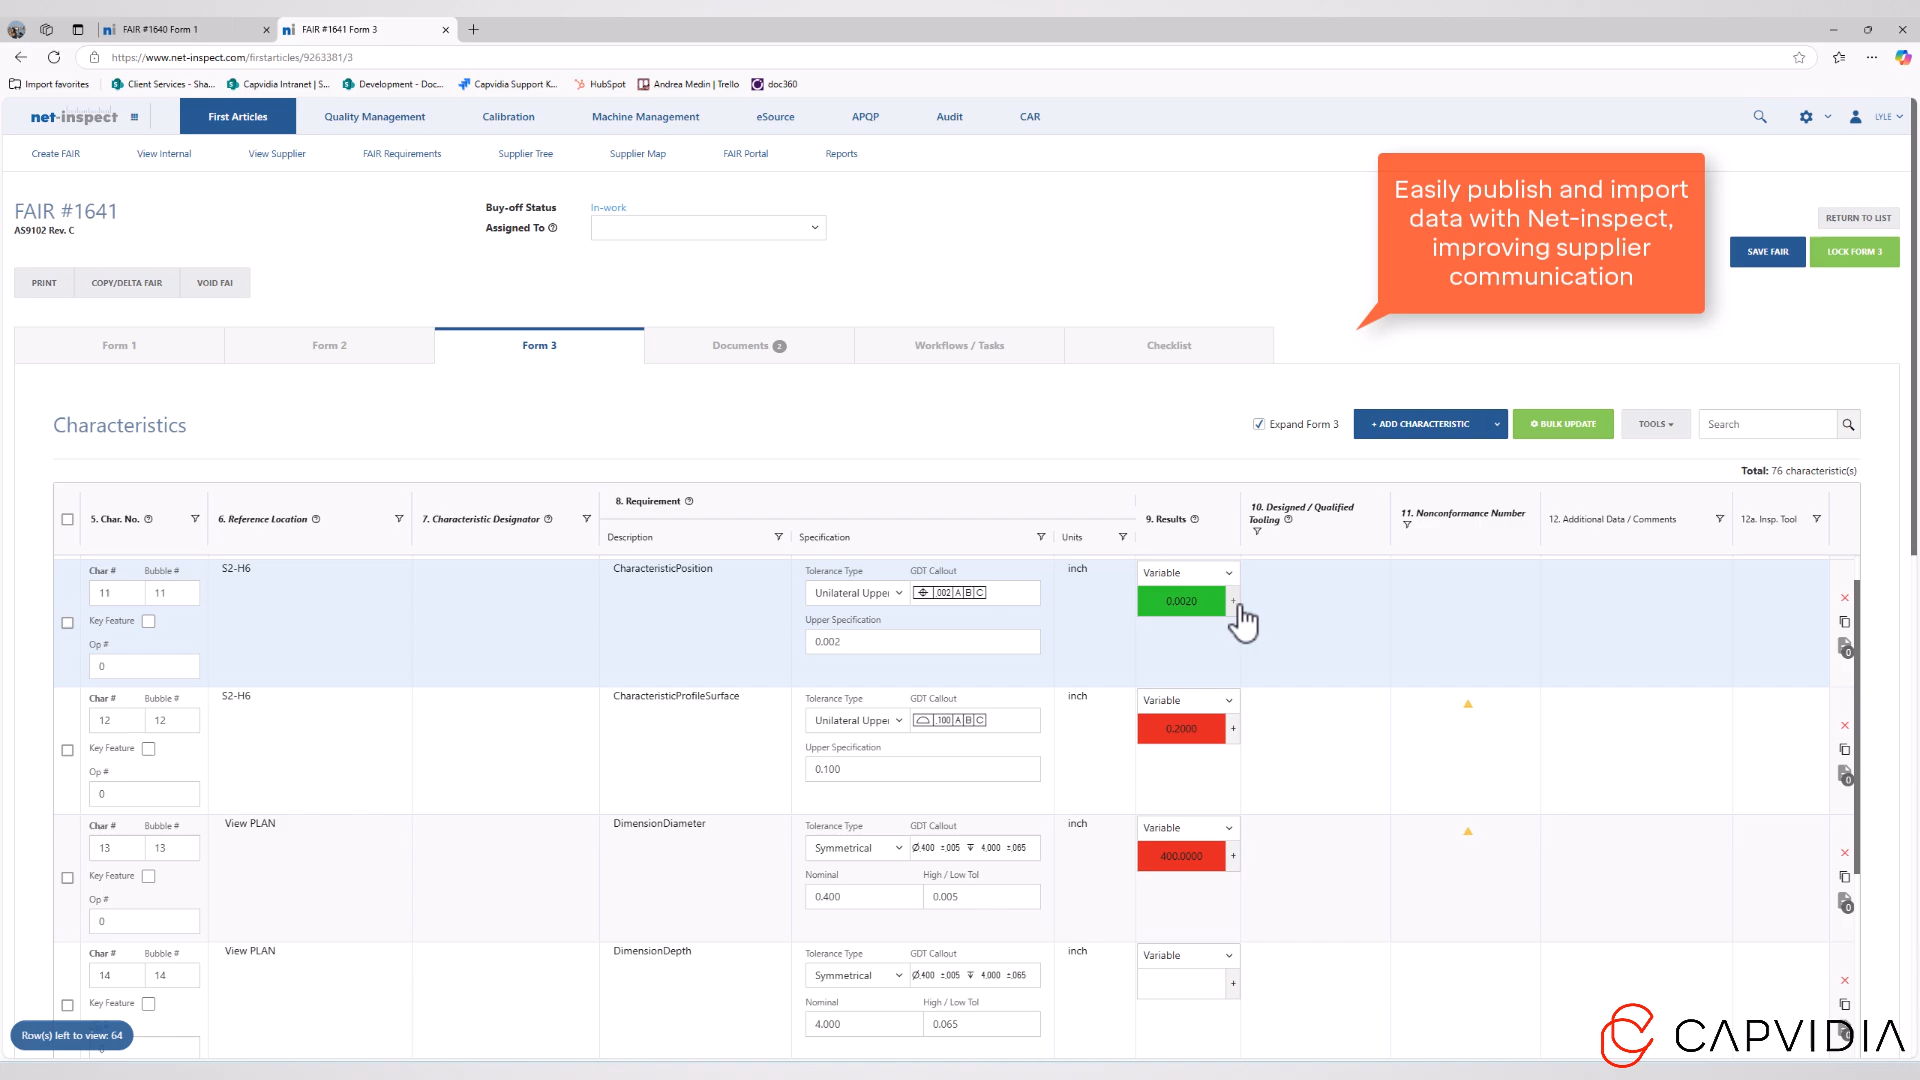 FAIR #1640 Form 1
FAIR #1641 Form 3
https://www.net-inspect.com/firstarticles/9263381/3
Import favorites
Client Services - Sha...
Capvidia Intranet | S...
Development - Doc...
Capvidia Support K...
HubSpot
Andrea Medin | Trello
doc360
net-inspect
First Articles
Quality Management
Calibration
Machine Management
eSource
APQP
Audit
CAR
LYLE
Create FAIR
View Internal
View Supplier
FAIR Requirements
Supplier Tree
Supplier Map
FAIR Portal
Reports
Easily publish and import
data with Net-inspect,
improving supplier
communication
FAIR #1641
AS9102 Rev. C
Buy-off Status In-work
Assigned To
RETURN TO LIST
SAVE FAIR
LOCK FORM 3
PRINT
COPY/DELTA FAIR
VOID FAI
Form 1
Form 2
Form 3
Documents 2
Workflows / Tasks
Checklist
Characteristics
Expand Form 3
+ ADD CHARACTERISTIC
BULK UPDATE
TOOLS
Search
Total: 76 characteristic(s)
5. Char. No.
6. Reference Location
7. Characteristic Designator
8. Requirement
Description
Specification
Units
9. Results
10. Designed / Qualified
Tooling
11. Nonconformance Number
12. Additional Data / Comments
12a. Insp. Tool
Char # Bubble #
11 11
Key Feature
Op #
0
S2-H6
CharacteristicPosition
Tolerance Type GDT Callout
Unilateral Upper .002 A B C
Upper Specification
0.002
inch
Variable
0.0020 +
0
Char # Bubble #
12 12
Key Feature
Op #
0
S2-H6
CharacteristicProfileSurface
Tolerance Type GDT Callout
Unilateral Upper .100 A B C
Upper Specification
0.100
inch
Variable
0.2000 +
0
Char # Bubble #
13 13
Key Feature
Op #
0
View PLAN
DimensionDiameter
Tolerance Type GDT Callout
Symmetrical Ø.400 ±.005 ↧ 4.000 ±.065
Nominal High / Low Tol
0.400 0.005
inch
Variable
400.0000 +
0
Char # Bubble #
14 14
Key Feature
View PLAN
DimensionDepth
Tolerance Type GDT Callout
Symmetrical Ø.400 ±.005 ↧ 4.000 ±.065
Nominal High / Low Tol
4.000 0.065
inch
Variable
+
Row(s) left to view: 64
CAPVIDIA